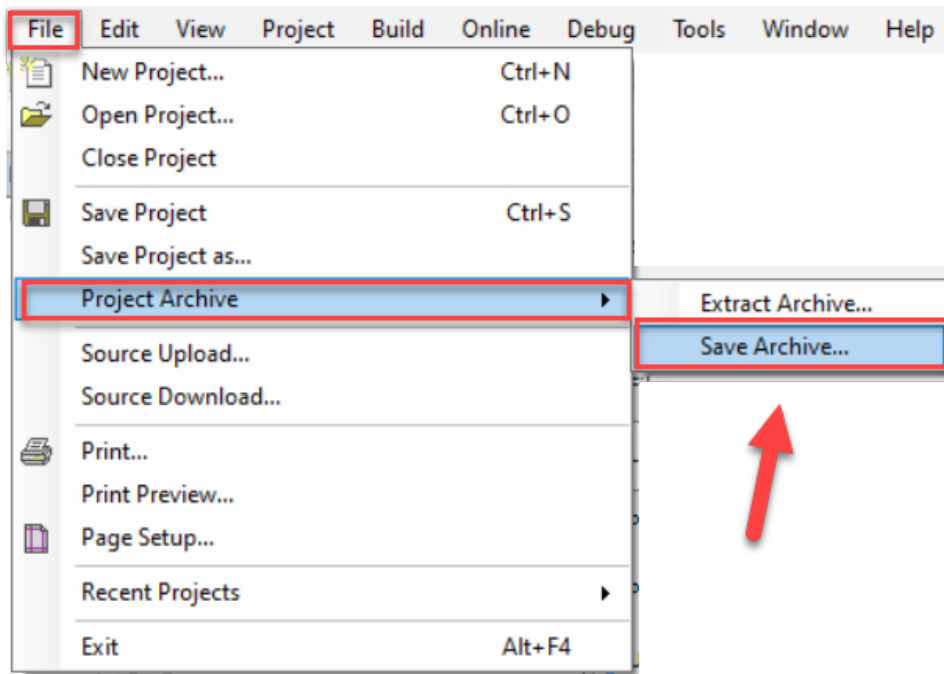 File Edit View Project Build Online Debug Tools Window Help
New Project... Ctrl+N
Open Project... Ctrl+O
Close Project
Save Project Ctrl+S
Save Project as...
Project Archive
Extract Archive...
Save Archive...
Source Upload...
Source Download...
Print...
Print Preview...
Page Setup...
Recent Projects
Exit Alt+F4